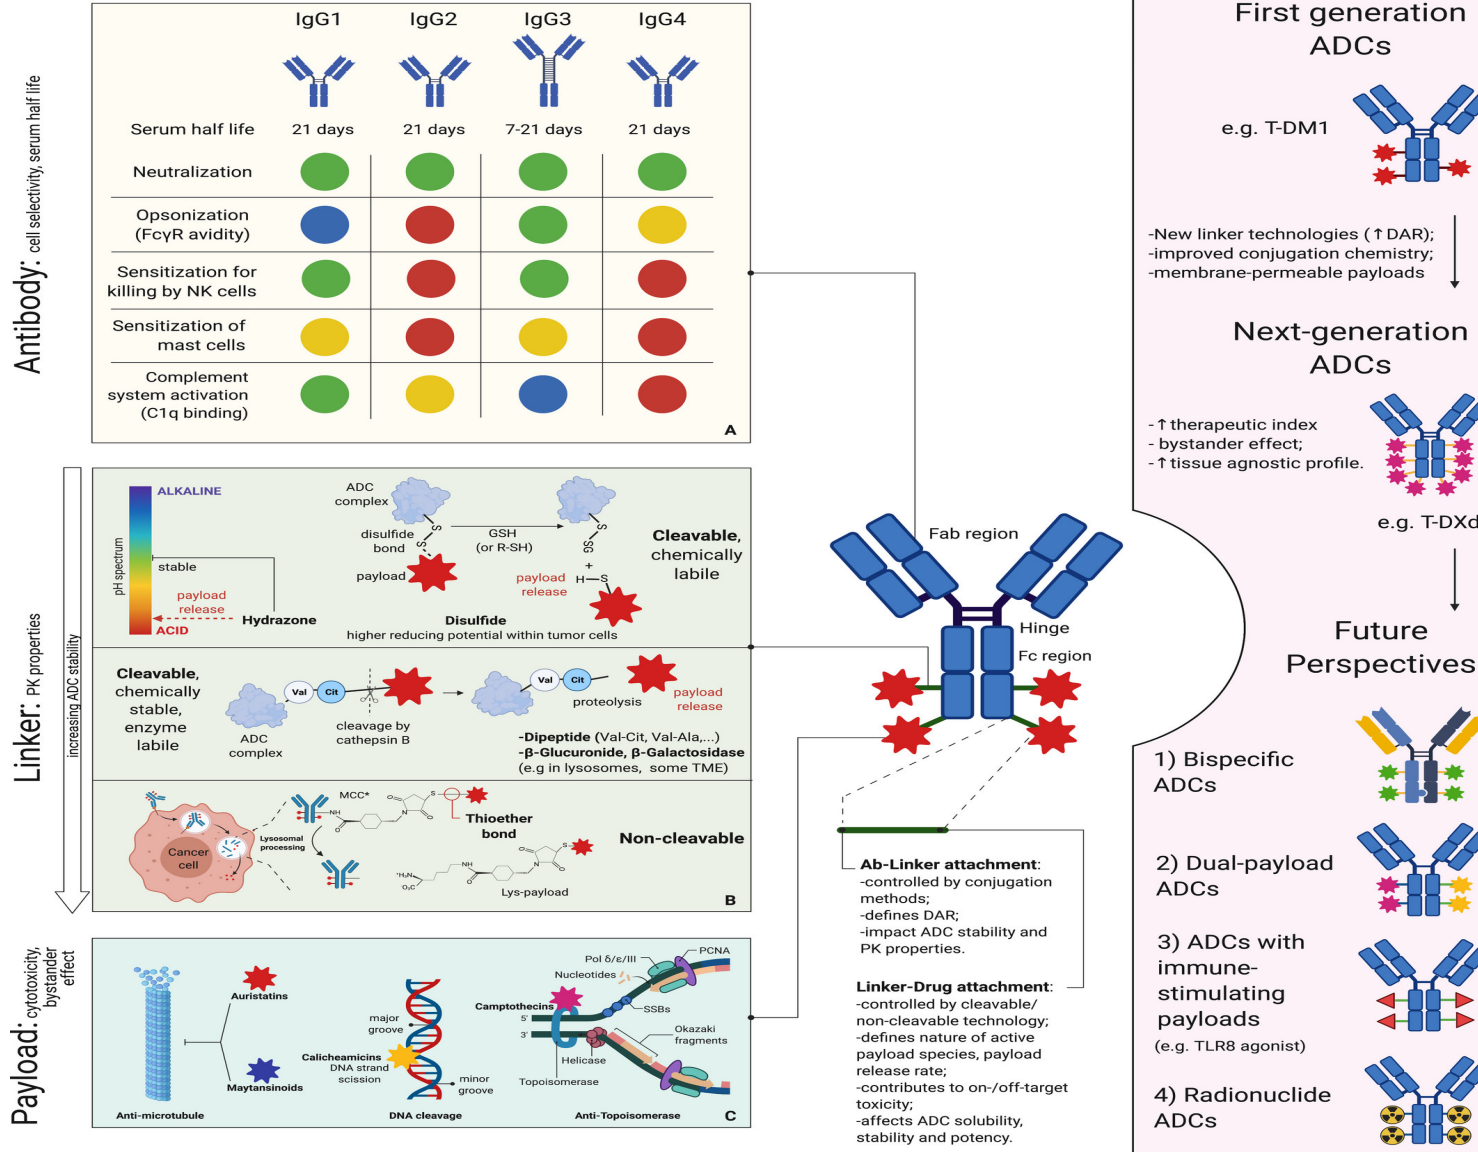 Antibody: cell selectivity, serum half life
IgG1
IgG2
IgG3
IgG4
Serum half life
21 days
21 days
7-21 days
21 days
Neutralization
Opsonization
(FcγR avidity)
Sensitization for
killing by NK cells
Sensitization of
mast cells
Complement
system activation
(C1q binding)
A
Linker: PK properties
increasing ADC stability
pH spectrum
ALKALINE
stable
payload
release
ACID
Hydrazone
ADC
complex
disulfide
bond
S
S
payload
GSH
(or R-SH)
S
SG
+
H
S
payload
release
Disulfide
higher reducing potential within tumor cells
Cleavable,
chemically
labile
Cleavable,
chemically
stable,
enzyme
labile
Val
Cit
ADC
complex
cleavage by
cathepsin B
Val
Cit
proteolysis
payload
release
-Dipeptide (Val-Cit, Val-Ala,...)
-β-Glucuronide, β-Galactosidase
(e.g in lysosomes, some TME)
Cancer
cell
Lysosomal
processing
MCC*
NH
O
N
O
O
S
Thioether
bond
Non-cleavable
⁺H₃N
O₂C
NH
O
N
O
O
S
Lys-payload
B
Payload: cytotoxicity,
bystander
effect
Auristatins
Maytansinoids
Anti-microtubule
major
groove
Calicheamicins
DNA strand
scission
minor
groove
DNA cleavage
Pol δ/ε/III
PCNA
Nucleotides
Camptothecins
SSBs
5'
3'
Okazaki
fragments
Helicase
Topoisomerase
Anti-Topoisomerase
C
Fab region
Hinge
Fc region
Ab-Linker attachment:
-controlled by conjugation
methods;
-defines DAR;
-impact ADC stability and
PK properties.
Linker-Drug attachment:
-controlled by cleavable/
non-cleavable technology;
-defines nature of active
payload species, payload
release rate;
-contributes to on-/off-target
toxicity;
-affects ADC solubility,
stability and potency.
First generation
ADCs
e.g. T-DM1
-New linker technologies (↑DAR);
-improved conjugation chemistry;
-membrane-permeable payloads
Next-generation
ADCs
-↑therapeutic index
- bystander effect;
-↑tissue agnostic profile.
e.g. T-DXd
Future
Perspectives
1) Bispecific
ADCs
2) Dual-payload
ADCs
3) ADCs with
immune-
stimulating
payloads
(e.g. TLR8 agonist)
4) Radionuclide
ADCs